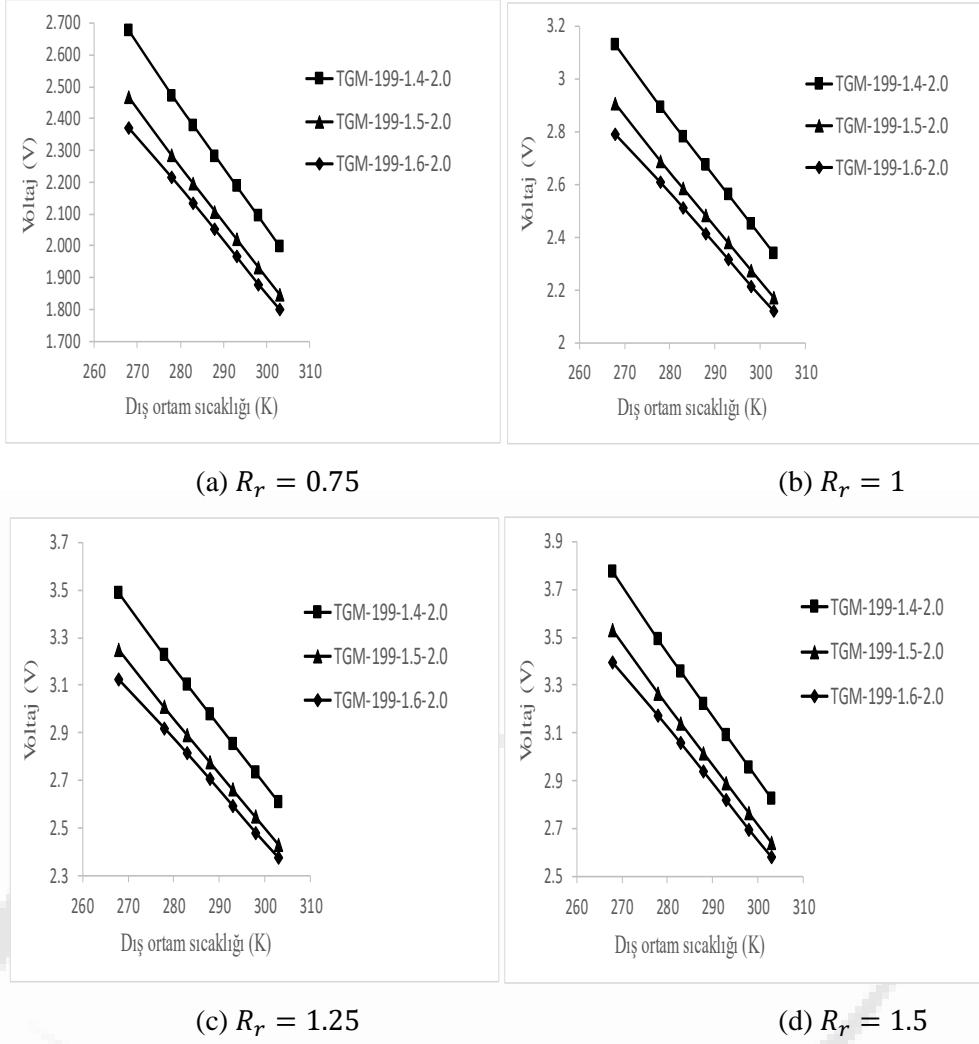 2.700
2.600
2.500
2.400
2.300
2.200
2.100
2.000
1.900
1.800
1.700
Voltaj (V)
260 270 280 290 300 310
Dış ortam sıcaklığı (K)
TGM-199-1.4-2.0
TGM-199-1.5-2.0
TGM-199-1.6-2.0
(a) R_r = 0.75
3.2
3
2.8
2.6
2.4
2.2
2
Voltaj (V)
260 270 280 290 300 310
Dış ortam sıcaklığı (K)
TGM-199-1.4-2.0
TGM-199-1.5-2.0
TGM-199-1.6-2.0
(b) R_r = 1
3.7
3.5
3.3
3.1
2.9
2.7
2.5
2.3
Voltaj (V)
260 270 280 290 300 310
Dış ortam sıcaklığı (K)
TGM-199-1.4-2.0
TGM-199-1.5-2.0
TGM-199-1.6-2.0
(c) R_r = 1.25
3.9
3.7
3.5
3.3
3.1
2.9
2.7
2.5
Voltaj (V)
260 270 280 290 300 310
Dış ortam sıcaklığı (K)
TGM-199-1.4-2.0
TGM-199-1.5-2.0
TGM-199-1.6-2.0
(d) R_r = 1.5